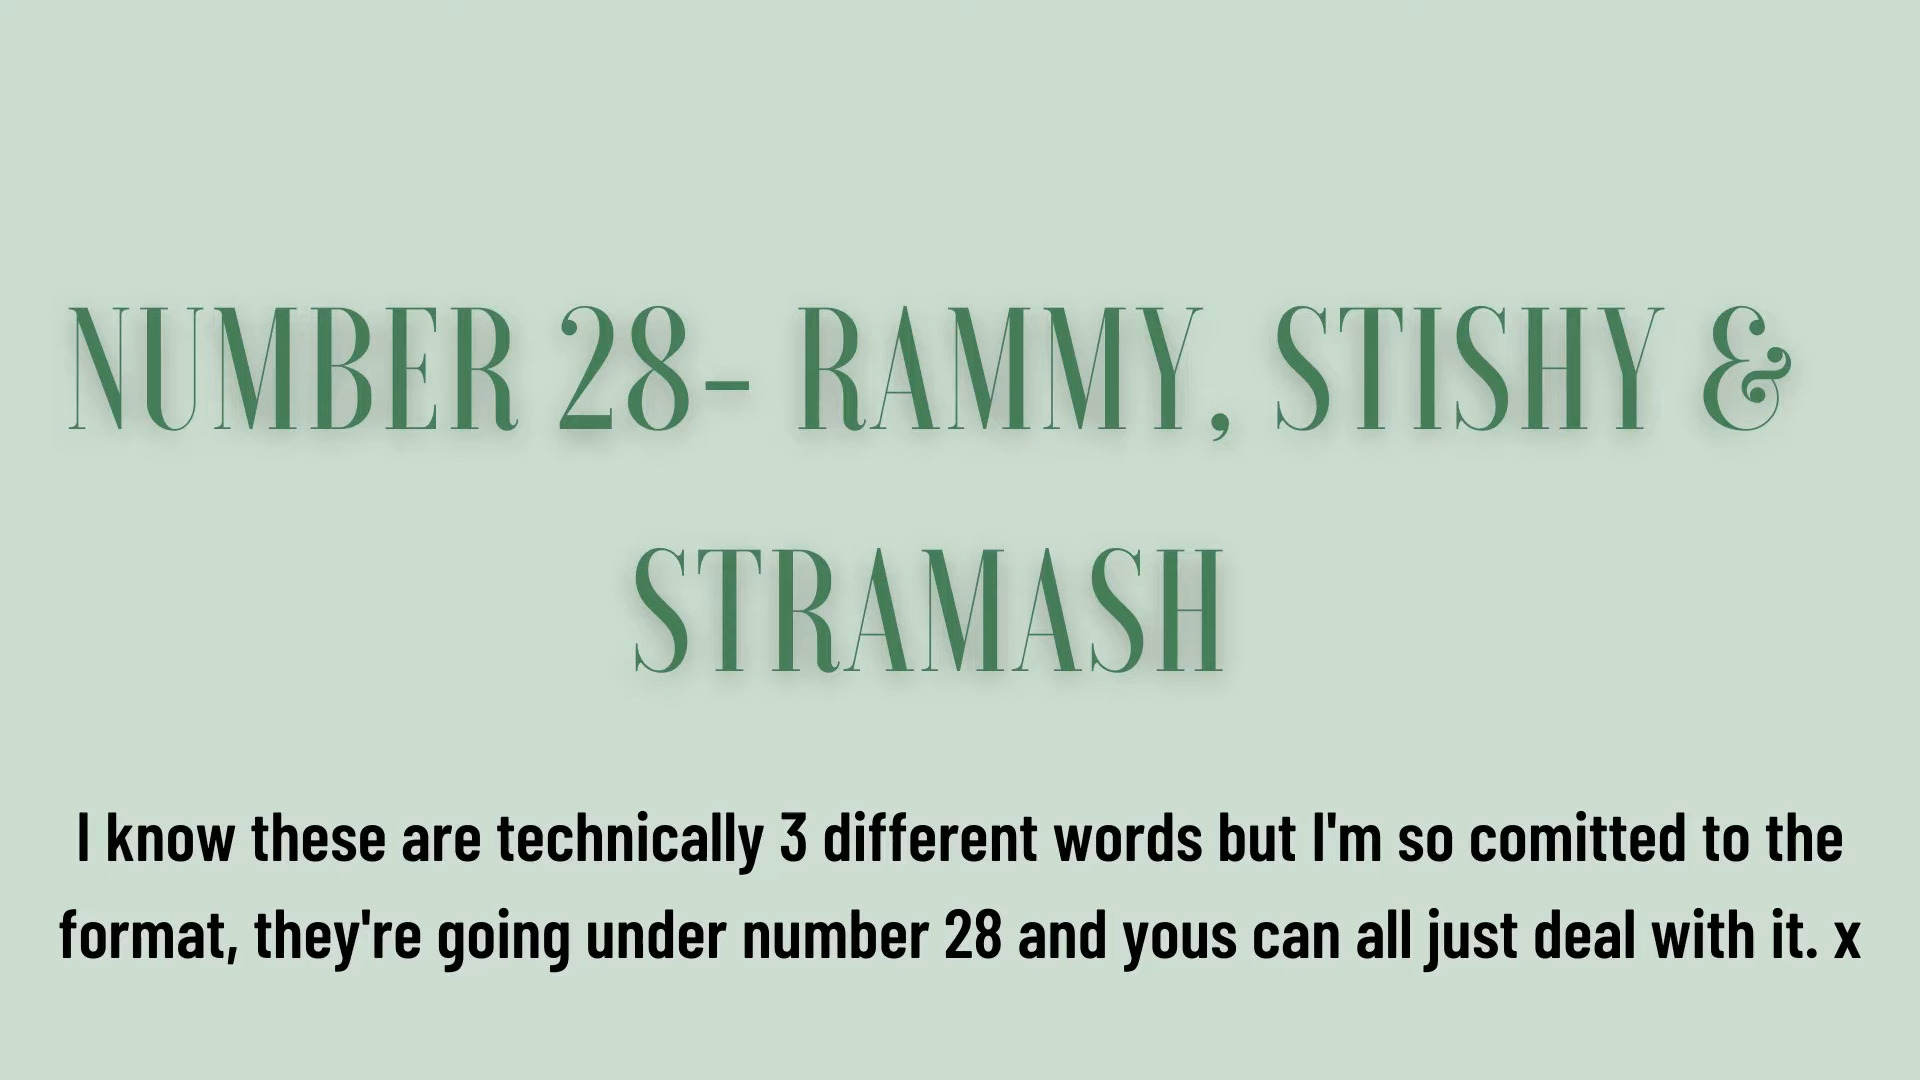 NUMBER 28- RAMMY, STISHY &
STRAMASH
I know these are technically 3 different words but I'm so comitted to the
format, they're going under number 28 and yous can all just deal with it. x